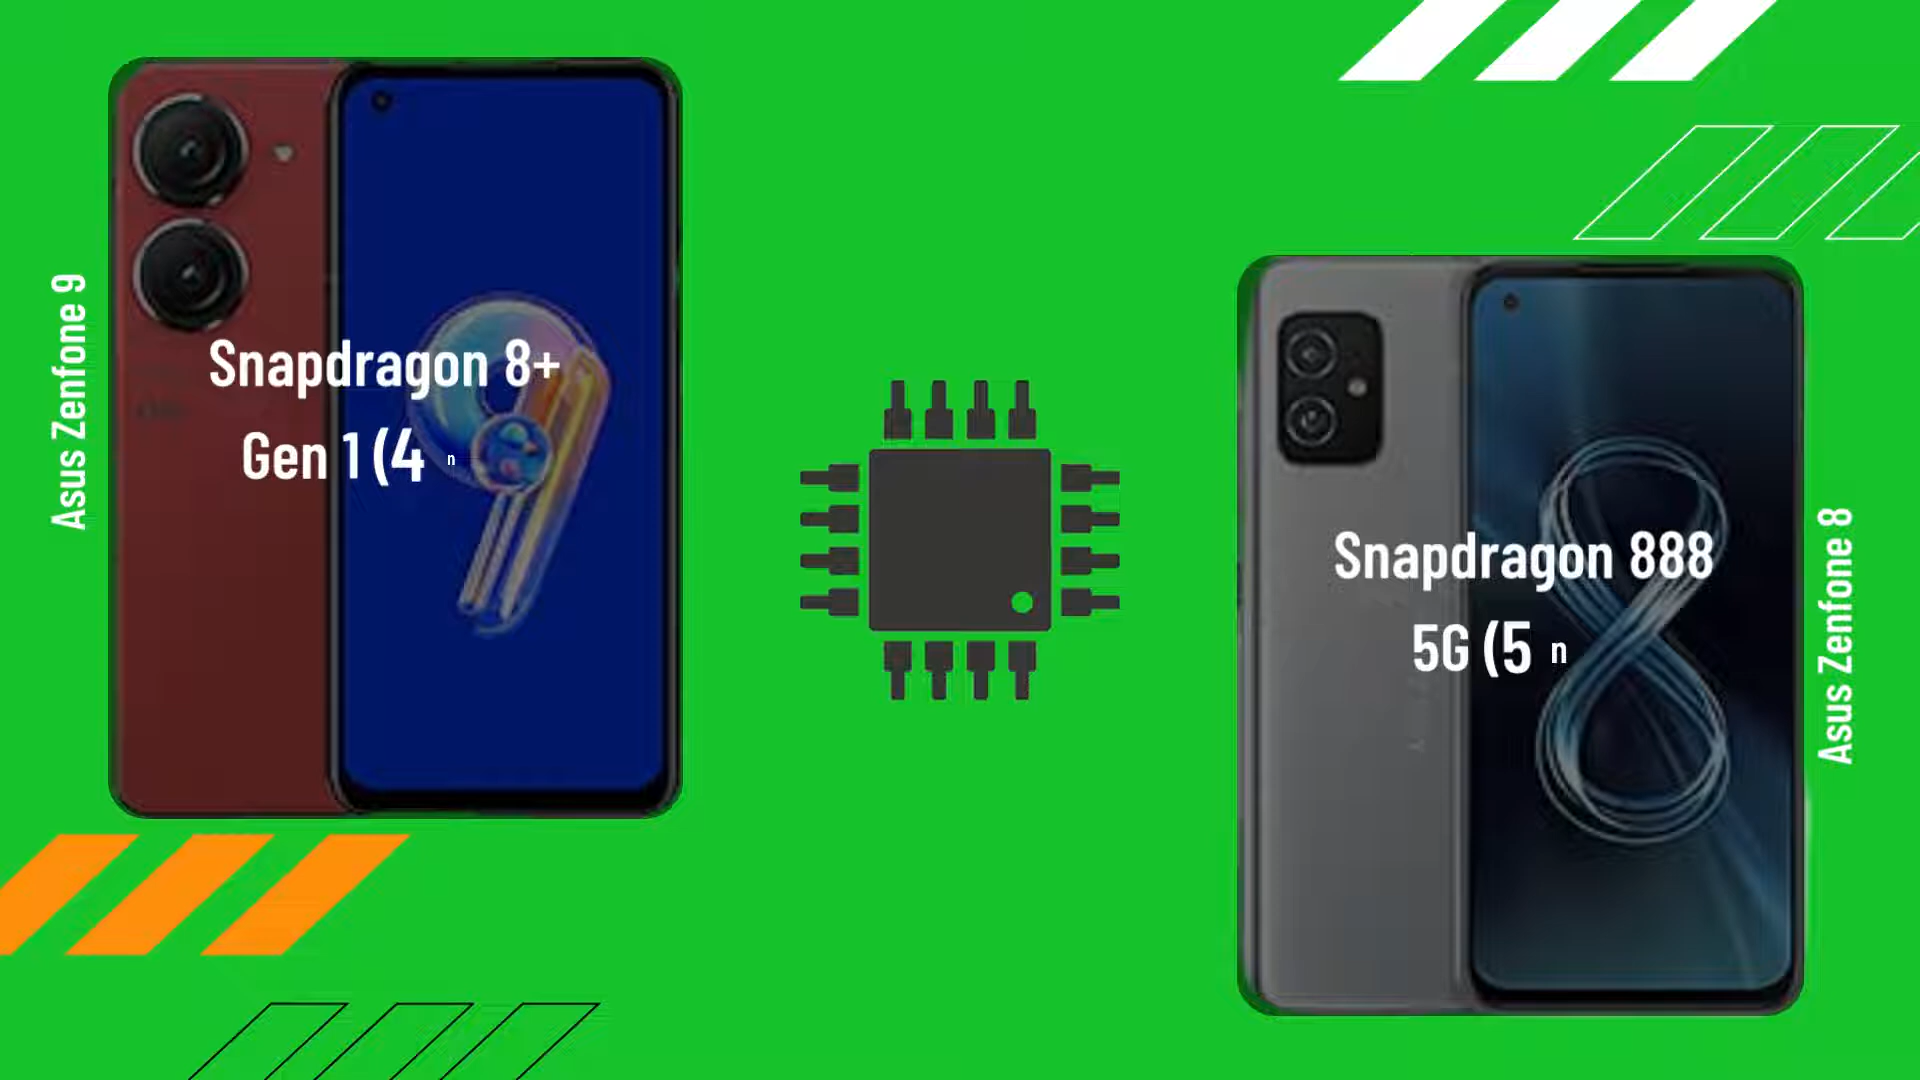 Asus Zenfone 9
Snapdragon 8+
Gen 1 (4 n
Snapdragon 888
5G (5 n
Asus Zenfone 8